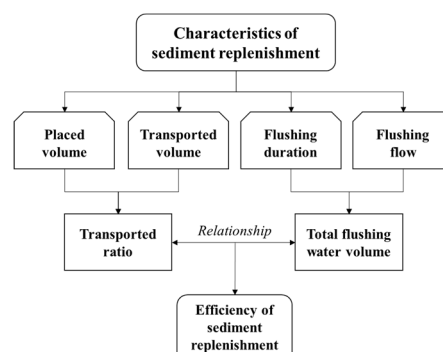 Characteristics of
sediment replenishment
Placed
volume
Transported
volume
Flushing
duration
Flushing
flow
Transported
ratio
Relationship
Total flushing
water volume
Efficiency of
sediment
replenishment